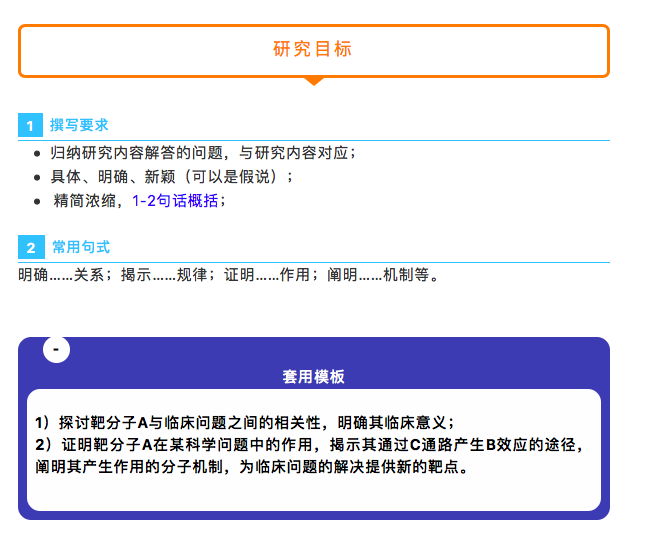 研究目标
1 撰写要求
归纳研究内容解答的问题，与研究内容对应；
具体、明确、新颖（可以是假说）；
精简浓缩，1-2句话概括；
2 常用句式
明确……关系；揭示……规律；证明……作用；阐明……机制等。
-
套用模板
1）探讨靶分子A与临床问题之间的相关性，明确其临床意义；
2）证明靶分子A在某科学问题中的作用，揭示其通过C通路产生B效应的途径，
阐明其产生作用的分子机制，为临床问题的解决提供新的靶点。